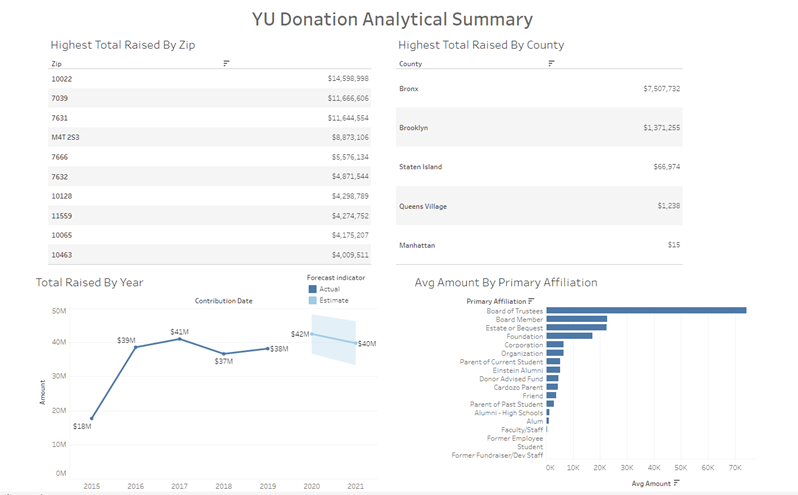 YU Donation Analytical Summary
Highest Total Raised By Zip
Zip
10022 $14,598,998
7039 $11,666,606
7631 $11,644,554
M4T 2S3 $8,873,106
7666 $5,576,134
7632 $4,871,544
10128 $4,298,789
11559 $4,274,752
10065 $4,175,207
10463 $4,009,511
Highest Total Raised By County
County
Bronx $7,507,732
Brooklyn $1,371,255
Staten Island $66,974
Queens Village $1,238
Manhattan $15
Total Raised By Year
Forecast indicator
Actual
Estimate
Contribution Date
Amount
50M
40M
30M
20M
10M
0M
$18M
$39M
$41M
$37M
$38M
$42M
$40M
2015 2016 2017 2018 2019 2020 2021
Avg Amount By Primary Affiliation
Primary Affiliation
Board of Trustees
Board Member
Estate or Bequest
Foundation
Corporation
Organization
Parent of Current Student
Einstein Alumni
Donor Advised Fund
Cardozo Parent
Friend
Parent of Past Student
Alumni - High Schools
Alum
Faculty/Staff
Former Employee
Student
Former Fundraiser/Dev Staff
0K 10K 20K 30K 40K 50K 60K 70K
Avg Amount